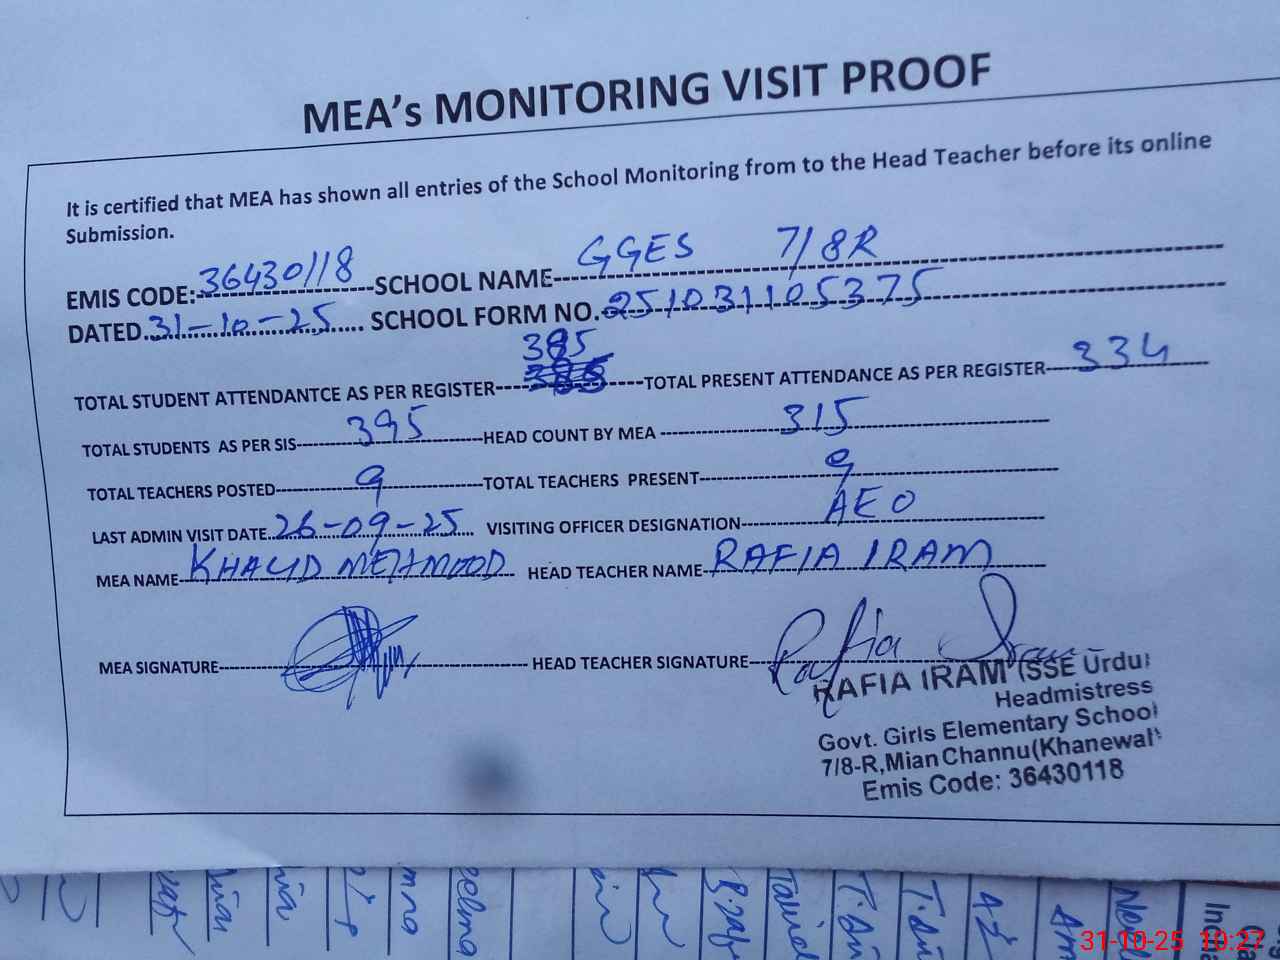 MEA's MONITORING VISIT PROOF
It is certified that MEA has shown all entries of the School Monitoring from to the Head Teacher before its online
Submission.
EMIS CODE: 36430118 SCHOOL NAME GGES 7/8R
DATED. 31-10-25 SCHOOL FORM NO. 251031105375
TOTAL STUDENT ATTENDANTCE AS PER REGISTER 385 TOTAL PRESENT ATTENDANCE AS PER REGISTER 334
TOTAL STUDENTS AS PER SIS 395 HEAD COUNT BY MEA 315
TOTAL TEACHERS POSTED 9 TOTAL TEACHERS PRESENT 9
LAST ADMIN VISIT DATE 26-09-25 VISITING OFFICER DESIGNATION AEO
MEA NAME KHALID MEHMOOD HEAD TEACHER NAME RAFIA IRAM
MEA SIGNATURE HEAD TEACHER SIGNATURE Rafia Iram
RAFIA IRAM (SSE Urdu)
Headmistress
Govt. Girls Elementary School
7/8-R, Mian Channu (Khanewal)
Emis Code: 36430118
31-10-25 10:27